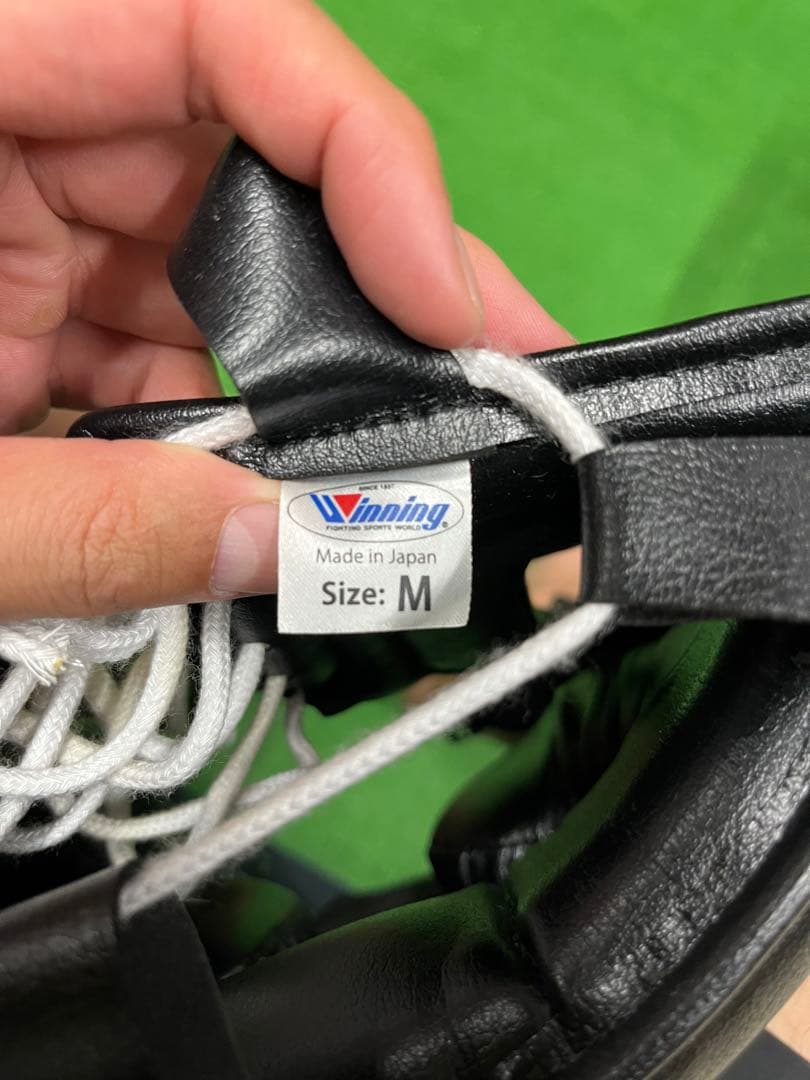 SINCE 1937
Winning®
FIGHTING SPORTS WORLD
Made in Japan
Size: M